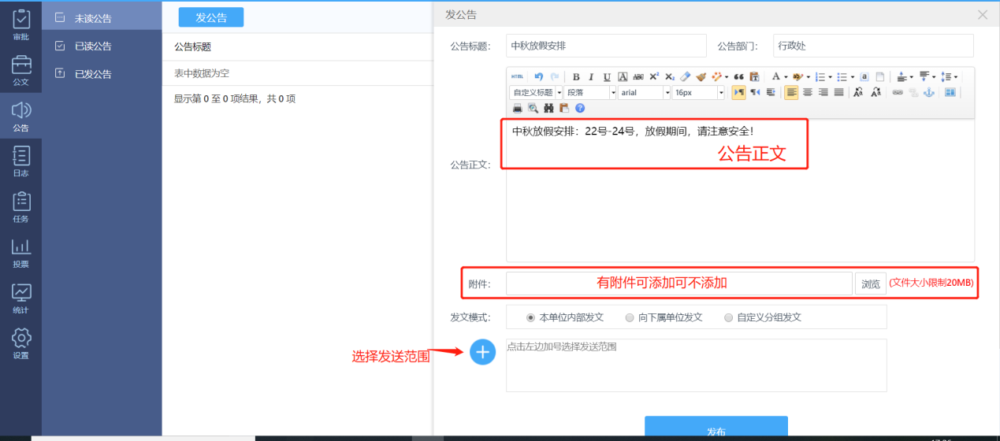 审批
公文
公告
日志
任务
投票
统计
设置
未读公告
已读公告
已发公告
发公告
公告标题
表中数据为空
显示第 0 至 0 项结果，共 0 项
发公告
公告标题： 中秋放假安排 公告部门： 行政处
HTML B I U A ABC X² X₂ A ab a
自定义标题 段落 arial 16px
公告正文：
中秋放假安排：22号-24号，放假期间，请注意安全！
公告正文
附件： 有附件可添加可不添加 浏览 (文件大小限制20MB)
发文模式： 本单位内部发文 向下属单位发文 自定义分组发文
选择发送范围
点击左边加号选择发送范围
发布